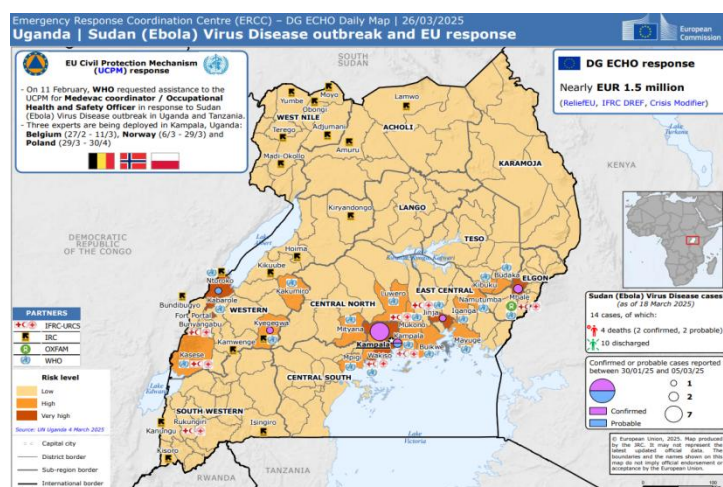 Emergency Response Coordination Centre (ERCC) – DG ECHO Daily Map | 26/03/2025
Uganda | Sudan (Ebola) Virus Disease outbreak and EU response
European
Commission
EU Civil Protection Mechanism
(UCPM) response
- On 11 February, WHO requested assistance to the
UCPM for Medevac coordinator / Occupational
Health and Safety Officer in response to Sudan
(Ebola) Virus Disease outbreak in Uganda and Tanzania.
- Three experts are being deployed in Kampala, Uganda:
Belgium (27/2 - 11/3), Norway (6/3 - 29/3) and
Poland (29/3 - 30/4)
DG ECHO response
Nearly EUR 1.5 million
(ReliefEU, IFRC DREF, Crisis Modifier)
SOUTH
SUDAN
Moyo
Yumbe
Obongi
Lamwo
WEST NILE
Adjumani
ACHOLI
Terego
Amuru
Madi-Okollo
KARAMOJA
KENYA
LANGO
Kiryandongo
TESO
DEMOCRATIC
REPUBLIC
OF THE CONGO
Lake
Albert
Hoima
Kikuube
Ntoroko
Kakumiro
Budaka
ELGON
Kibuku
Bundibugyo
Kabarole
WESTERN
CENTRAL NORTH
Luwero
EAST CENTRAL
Namutumba
Mbale
Fort Portal
Bunyangabu
Kyegegwa
Mityana
Mukono
Jinja
Iganga
Kampala
Kampala
Kasese
Kamwenge
Mpigi
Wakiso
Buikwe
Mayuge
CENTRAL SOUTH
SOUTH WESTERN
Rukungiri
Kanungu
Isingiro
Kisoro
Lake
Victoria
RWANDA
TANZANIA
PARTNERS
IFRC-URCS
IRC
OXFAM
WHO
Risk level
Low
High
Very high
Source: UN Uganda 4 March 2025
Capital city
District border
Sub-region border
International border
Sudan (Ebola) Virus Disease cases
(as of 18 March 2025)
14 cases, of which:
4 deaths (2 confirmed, 2 probable)
10 discharged
Confirmed or probable cases reported
between 30/01/25 and 05/03/25
1
2
7
Confirmed
Probable
© European Union, 2025. Map produced
by the JRC. It may not represent the
latest updated official data. The
boundaries and the names shown on this
map do not imply official endorsement or
acceptance by the European Union.